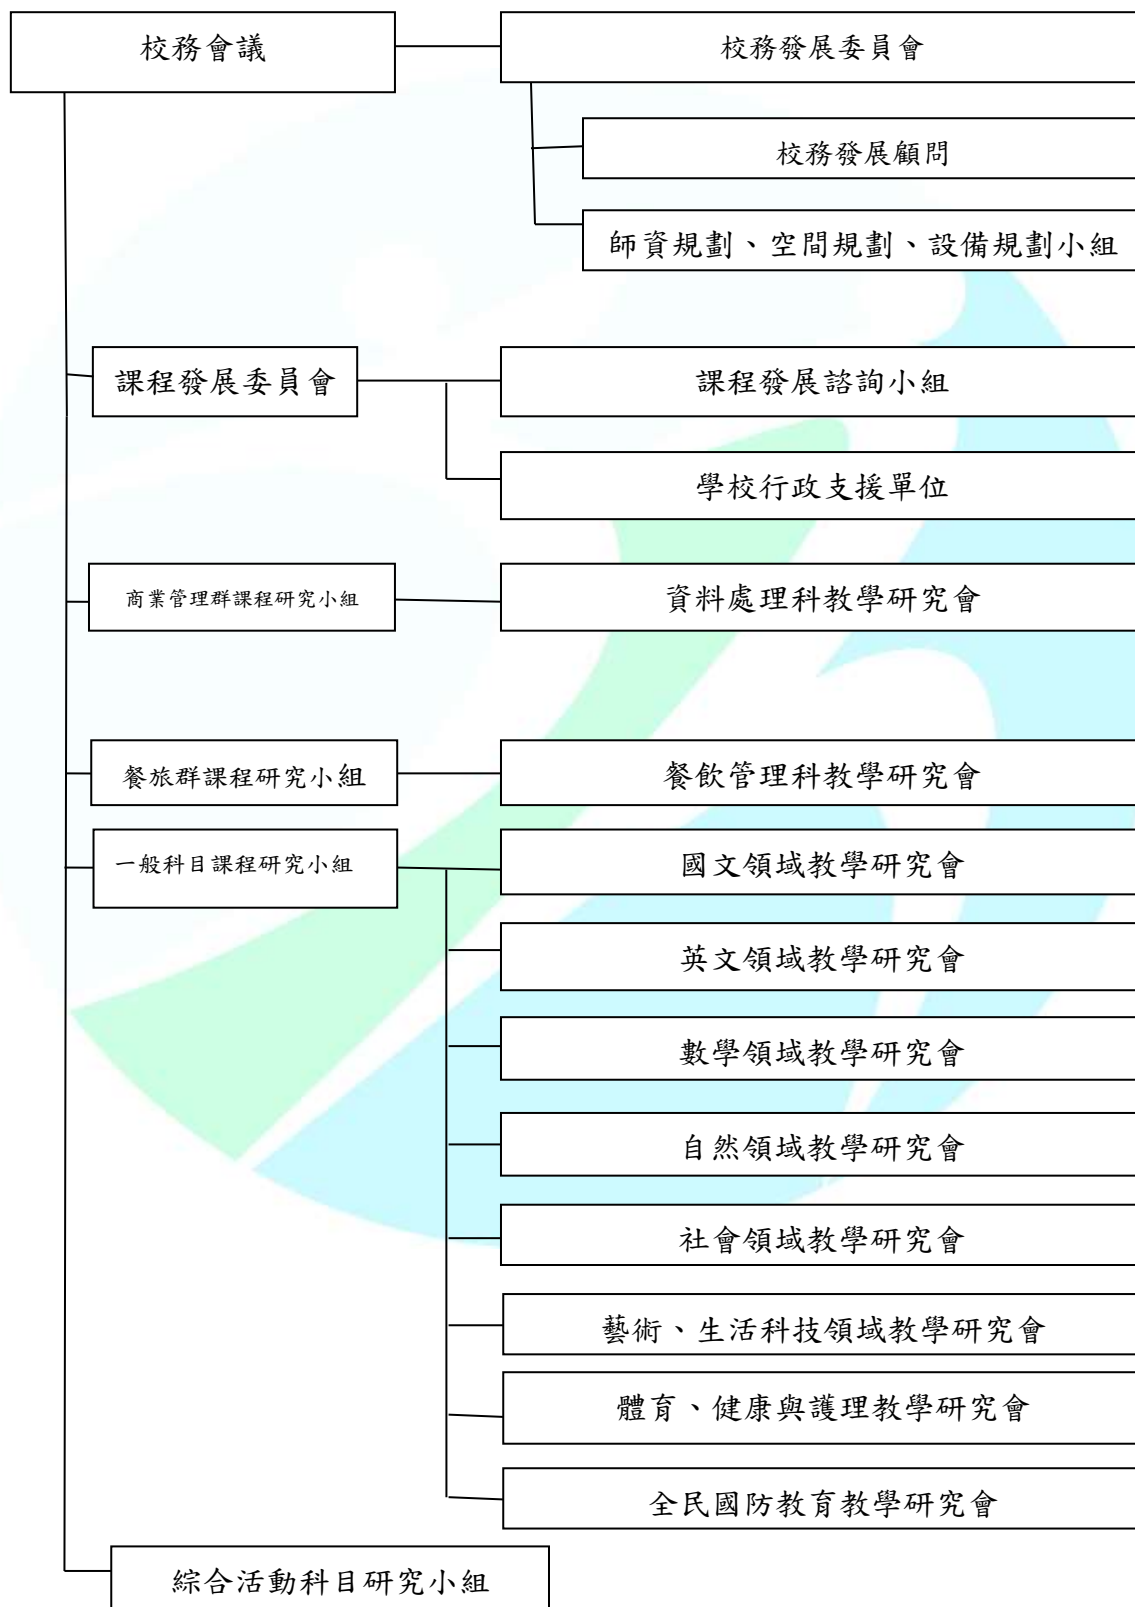 校務會議
校務發展委員會
校務發展顧問
師資規劃、空間規劃、設備規劃小組
課程發展委員會
課程發展諮詢小組
學校行政支援單位
商業管理群課程研究小組
資料處理科教學研究會
餐旅群課程研究小組
餐飲管理科教學研究會
一般科目課程研究小組
國文領域教學研究會
英文領域教學研究會
數學領域教學研究會
自然領域教學研究會
社會領域教學研究會
藝術、生活科技領域教學研究會
體育、健康與護理教學研究會
全民國防教育教學研究會
綜合活動科目研究小組